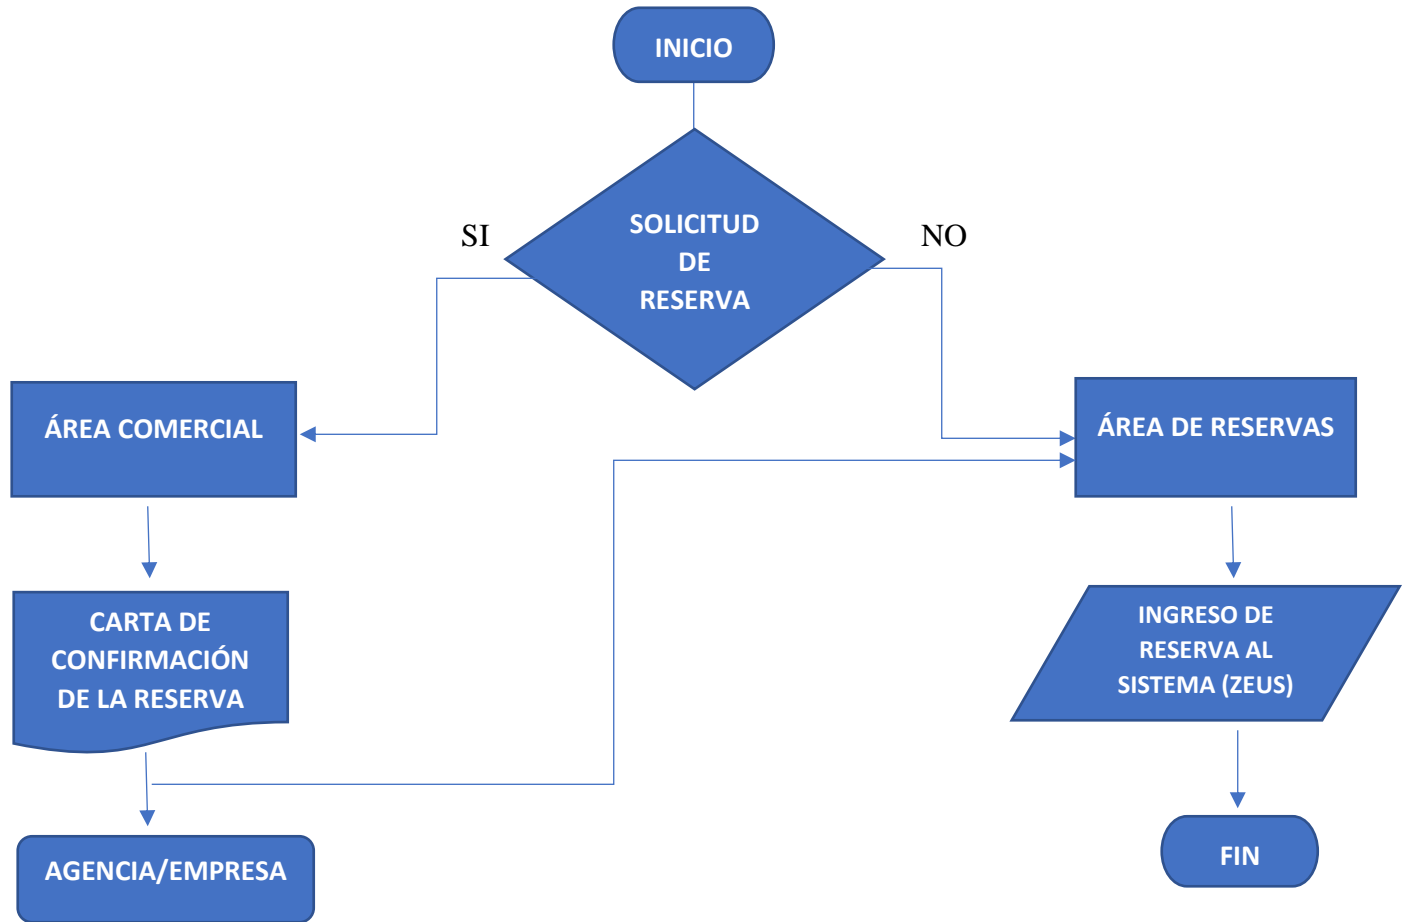 INICIO
SOLICITUD
DE
RESERVA
SI
NO
ÁREA COMERCIAL
ÁREA DE RESERVAS
CARTA DE
CONFIRMACIÓN
DE LA RESERVA
INGRESO DE
RESERVA AL
SISTEMA (ZEUS)
AGENCIA/EMPRESA
FIN